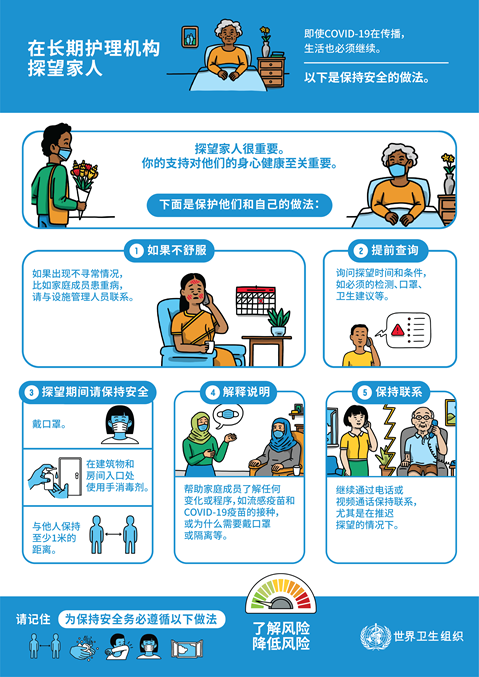 在长期护理机构
探望家人
即使COVID-19在传播，
生活也必须继续。
以下是保持安全的做法。
探望家人很重要。
你的支持对他们的身心健康至关重要。
下面是保护他们和自己的做法：
1 如果不舒服
如果出现不寻常情况，
比如家庭成员患重病，
请与设施管理人员联系。
2 提前查询
询问探望时间和条件，
如必须的检测、口罩、
卫生建议等。
3 探望期间请保持安全
戴口罩。
在建筑物和
房间入口处
使用手消毒剂。
与他人保持
至少1米的
距离。
4 解释说明
帮助家庭成员了解任何
变化或程序，如流感疫苗和
COVID-19疫苗的接种，
或为什么需要戴口罩
或隔离等。
5 保持联系
继续通过电话或
视频通话保持联系，
尤其是在推迟
探望的情况下。
请记住 为保持安全务必遵循以下做法
了解风险
降低风险
世界卫生组织